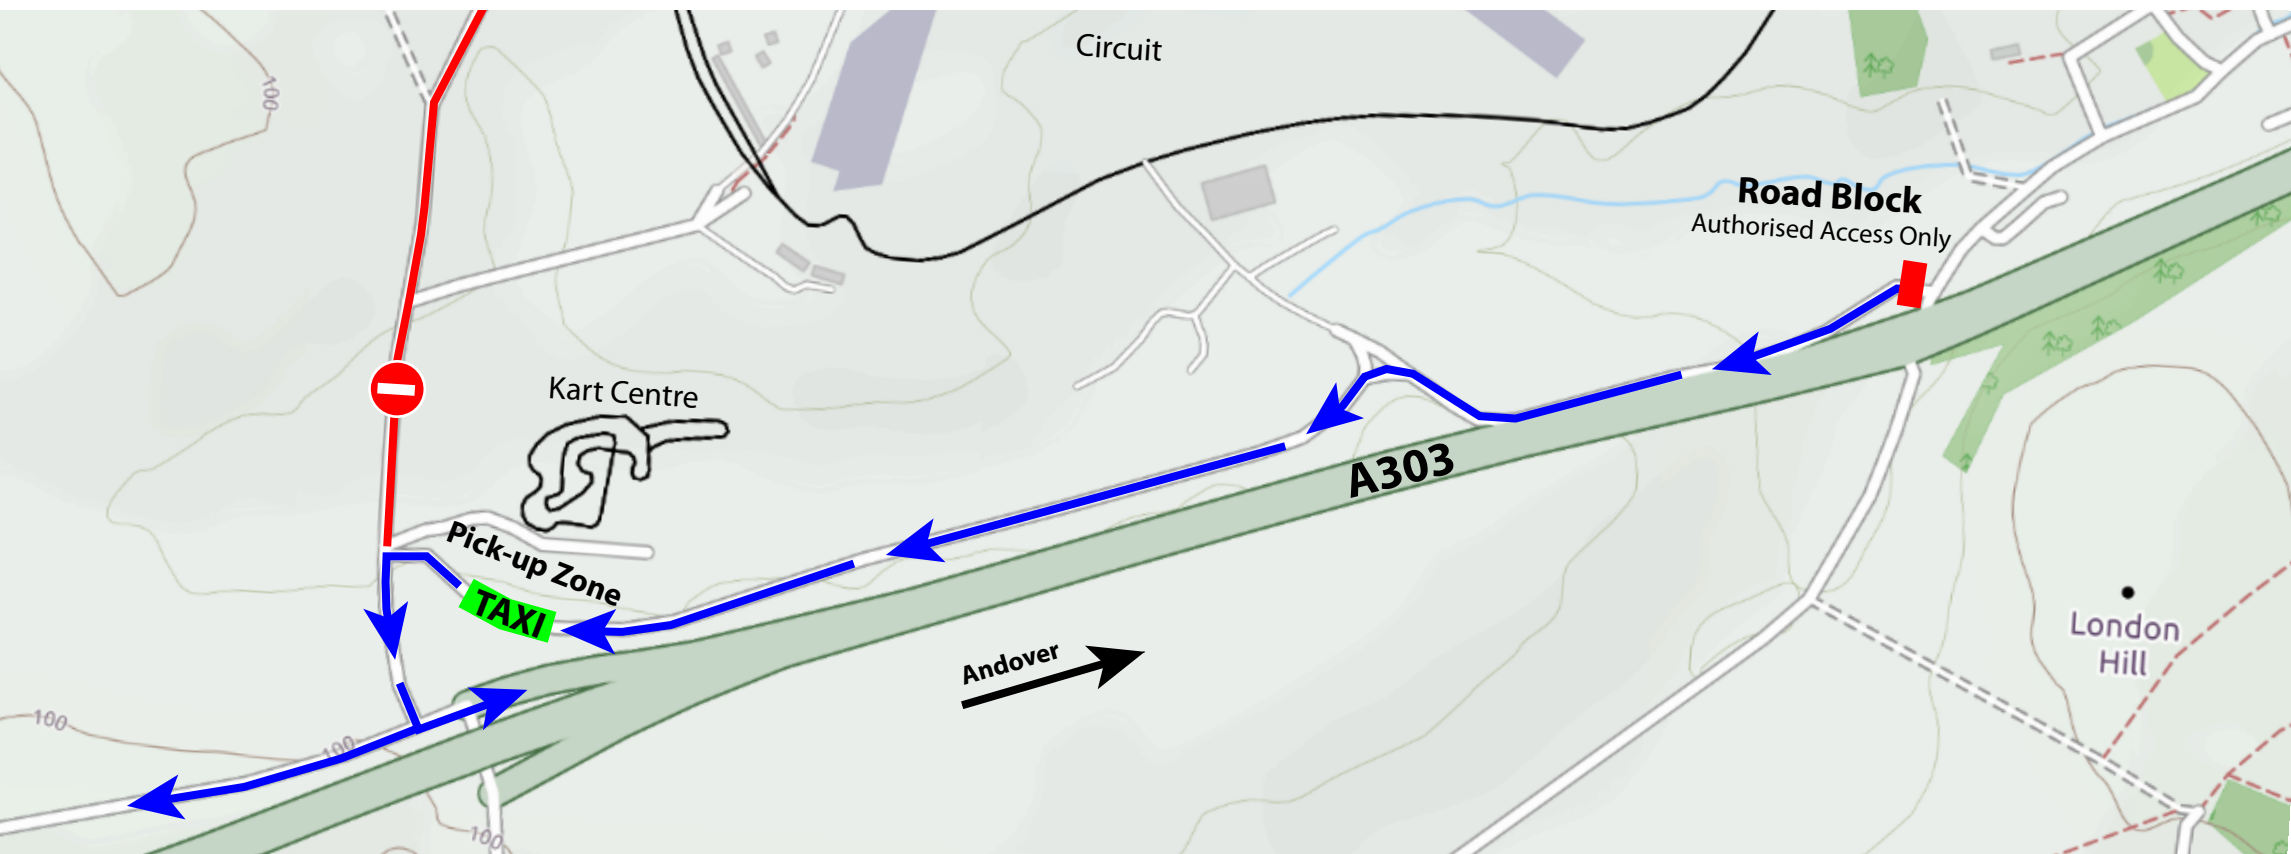 Circuit
100
Road Block
Authorised Access Only
Kart Centre
A303
Pick-up Zone
TAXI
London
Hill
Andover
100
100
100